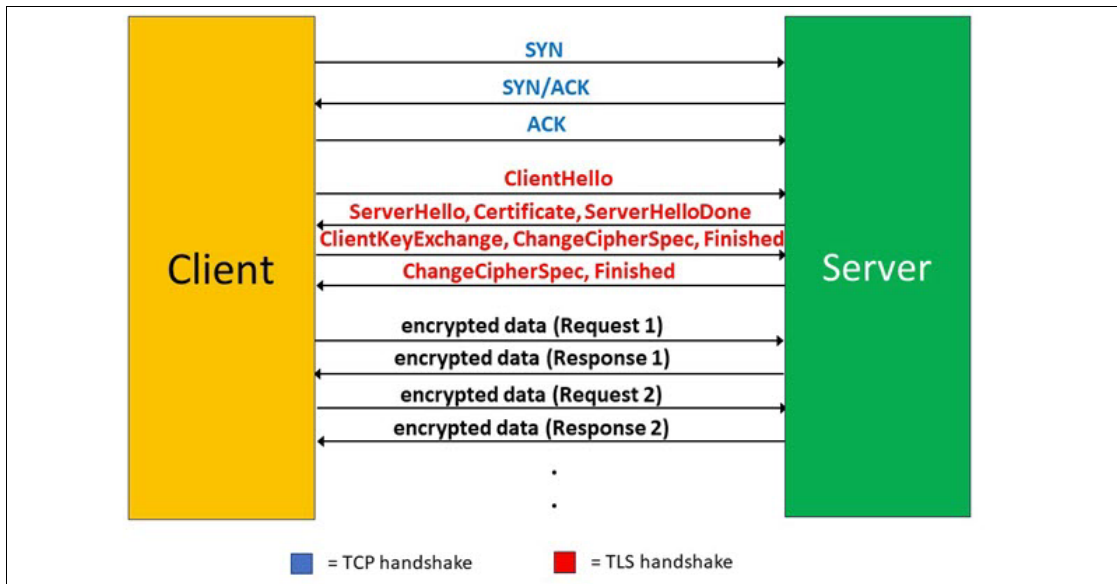 SYN
SYN/ACK
ACK
ClientHello
ServerHello, Certificate, ServerHelloDone
ClientKeyExchange, ChangeCipherSpec, Finished
ChangeCipherSpec, Finished
Client
Server
encrypted data (Request 1)
encrypted data (Response 1)
encrypted data (Request 2)
encrypted data (Response 2)
.
.
= TCP handshake
= TLS handshake